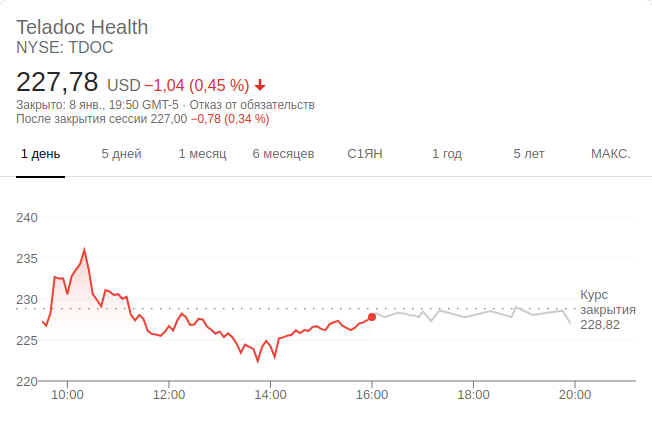 Teladoc Health
NYSE: TDOC
227,78 USD −1,04 (0,45 %)
Закрыто: 8 янв., 19:50 GMT-5 · Отказ от обязательств
После закрытия сессии 227,00 −0,78 (0,34 %)
1 день 5 дней 1 месяц 6 месяцев С1ЯН 1 год 5 лет МАКС.
240
235
230
225
220
Курс
закрытия
228,82
10:00 12:00 14:00 16:00 18:00 20:00